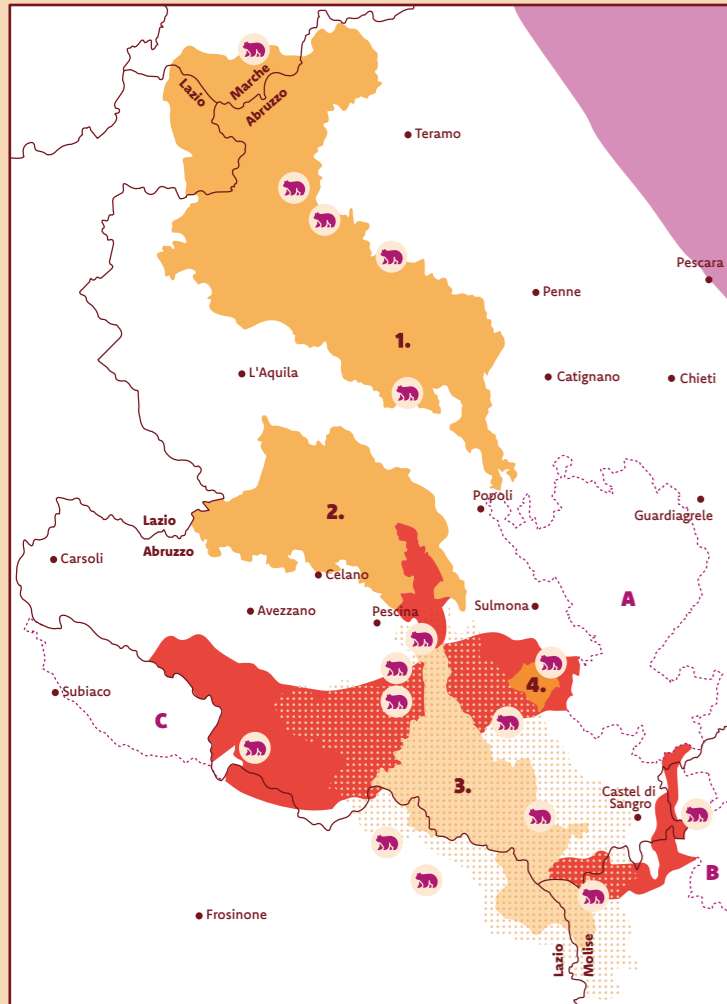 Lazio
Marche
Abruzzo
Teramo
Pescara
Penne
1.
L'Aquila
Catignano
Chieti
Popoli
Guardiagrele
2.
Lazio
Abruzzo
Carsoli
Celano
A
Avezzano
Pescina
Sulmona
Subiaco
C
4.
3.
Castel di
Sangro
B
Frosinone
Lazio
Molise